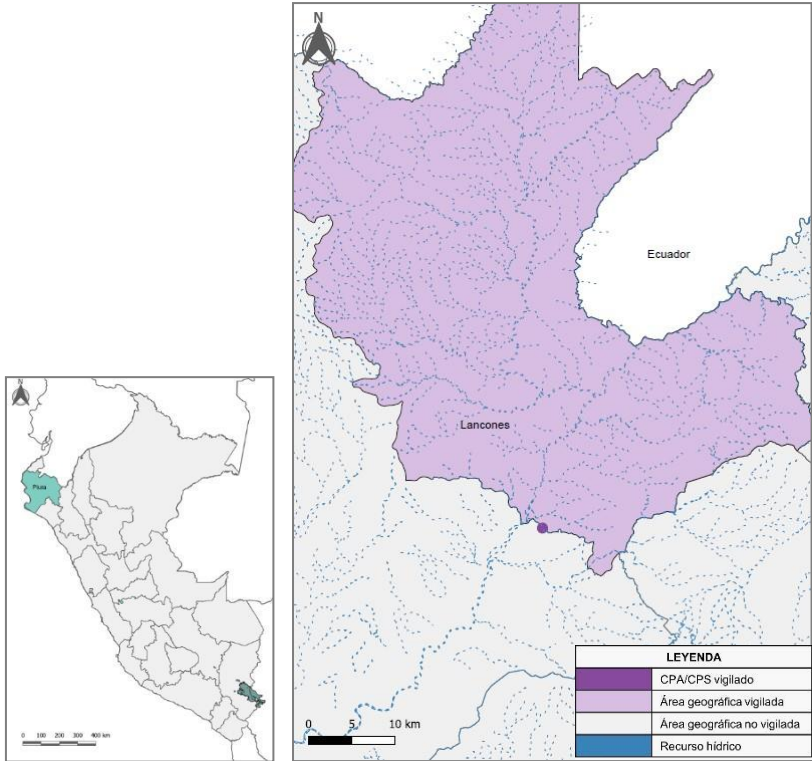 N
Ecuador
Lancones
LEYENDA
CPA/CPS vigilado
Área geográfica vigilada
Área geográfica no vigilada
Recurso hídrico
0 5 10 km
N
Piura
0 100 200 300 400 km